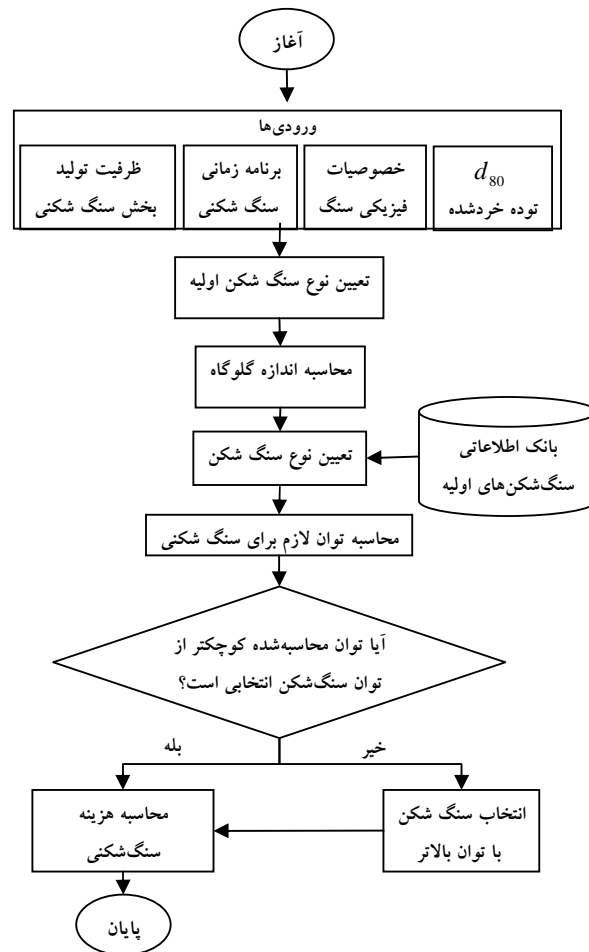 آغاز
ورودی‌ها
d80
توده خردشده
خصوصیات
فیزیکی سنگ
برنامه زمانی
سنگ شکنی
ظرفیت تولید
بخش سنگ شکنی
تعیین نوع سنگ شکن اولیه
محاسبه اندازه گلوگاه
تعیین نوع سنگ شکن
بانک اطلاعاتی
سنگ‌شکن‌های اولیه
محاسبه توان لازم برای سنگ شکنی
آیا توان محاسبه‌شده کوچکتر از
توان سنگ‌شکن انتخابی است؟
خیر
بله
انتخاب سنگ شکن
با توان بالاتر
محاسبه هزینه
سنگ‌شکنی
پایان